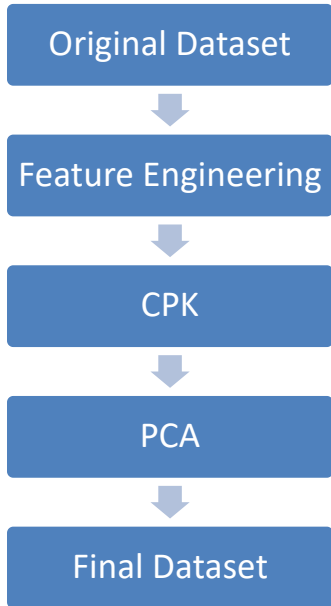 Original Dataset
Feature Engineering
CPK
PCA
Final Dataset